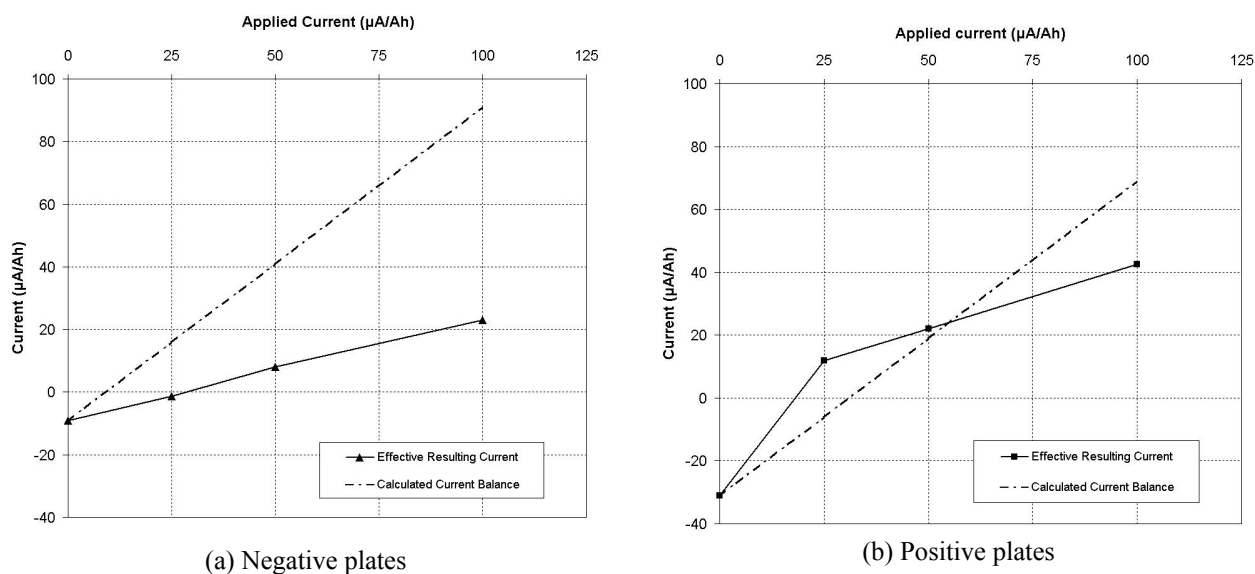 Applied Current (µA/Ah)
0 25 50 75 100 125
100
80
60
40
20
0
-20
-40
Current (µA/Ah)
Effective Resulting Current
Calculated Current Balance
(a) Negative plates
Applied current (µA/Ah)
0 25 50 75 100 125
100
80
60
40
20
0
-20
-40
Current (µA/Ah)
Effective Resulting Current
Calculated Current Balance
(b) Positive plates